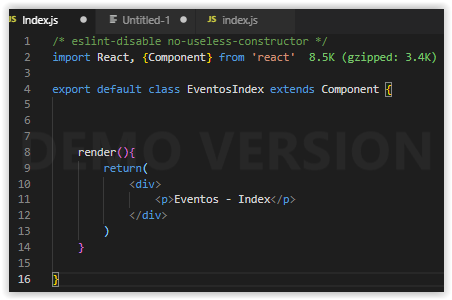 JS Index.js ● Untitled-1 ● JS index.js
1 /* eslint-disable no-useless-constructor */
2 import React, {Component} from 'react' 8.5K (gzipped: 3.4K)
3
4 export default class EventosIndex extends Component {
5
6
7
8 render(){
9 return(
10 <div>
11 <p>Eventos - Index</p>
12 </div>
13 )
14 }
15
16 }
DEMO VERSION